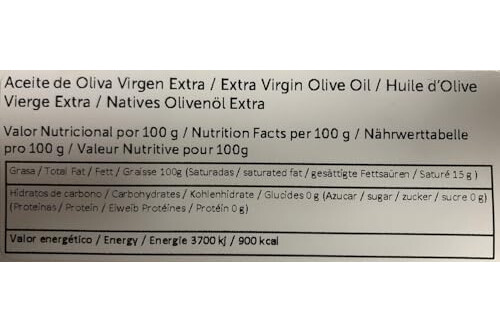 Aceite de Oliva Virgen Extra / Extra Virgin Olive Oil / Huile d'Olive
Vierge Extra / Natives Olivenöl Extra
Valor Nutricional por 100 g / Nutrition Facts per 100 g / Nährwerttabelle
pro 100 g / Valeur Nutritive pour 100g
Grasa / Total Fat / Fett / Graisse 100g (Saturadas / saturated fat / gesättigte Fettsauren / Saturé 15 g )
Hidratos de carbono / Carbohydrates / Kohlenhidrate / Glucides 0 g (Azucar / sugar / zucker / sucre 0 g)
(Proteinas / Protein / Eiweib Protéines / Protéin 0 g)
Valor energético / Energy / Energie 3700 kj / 900 kcal